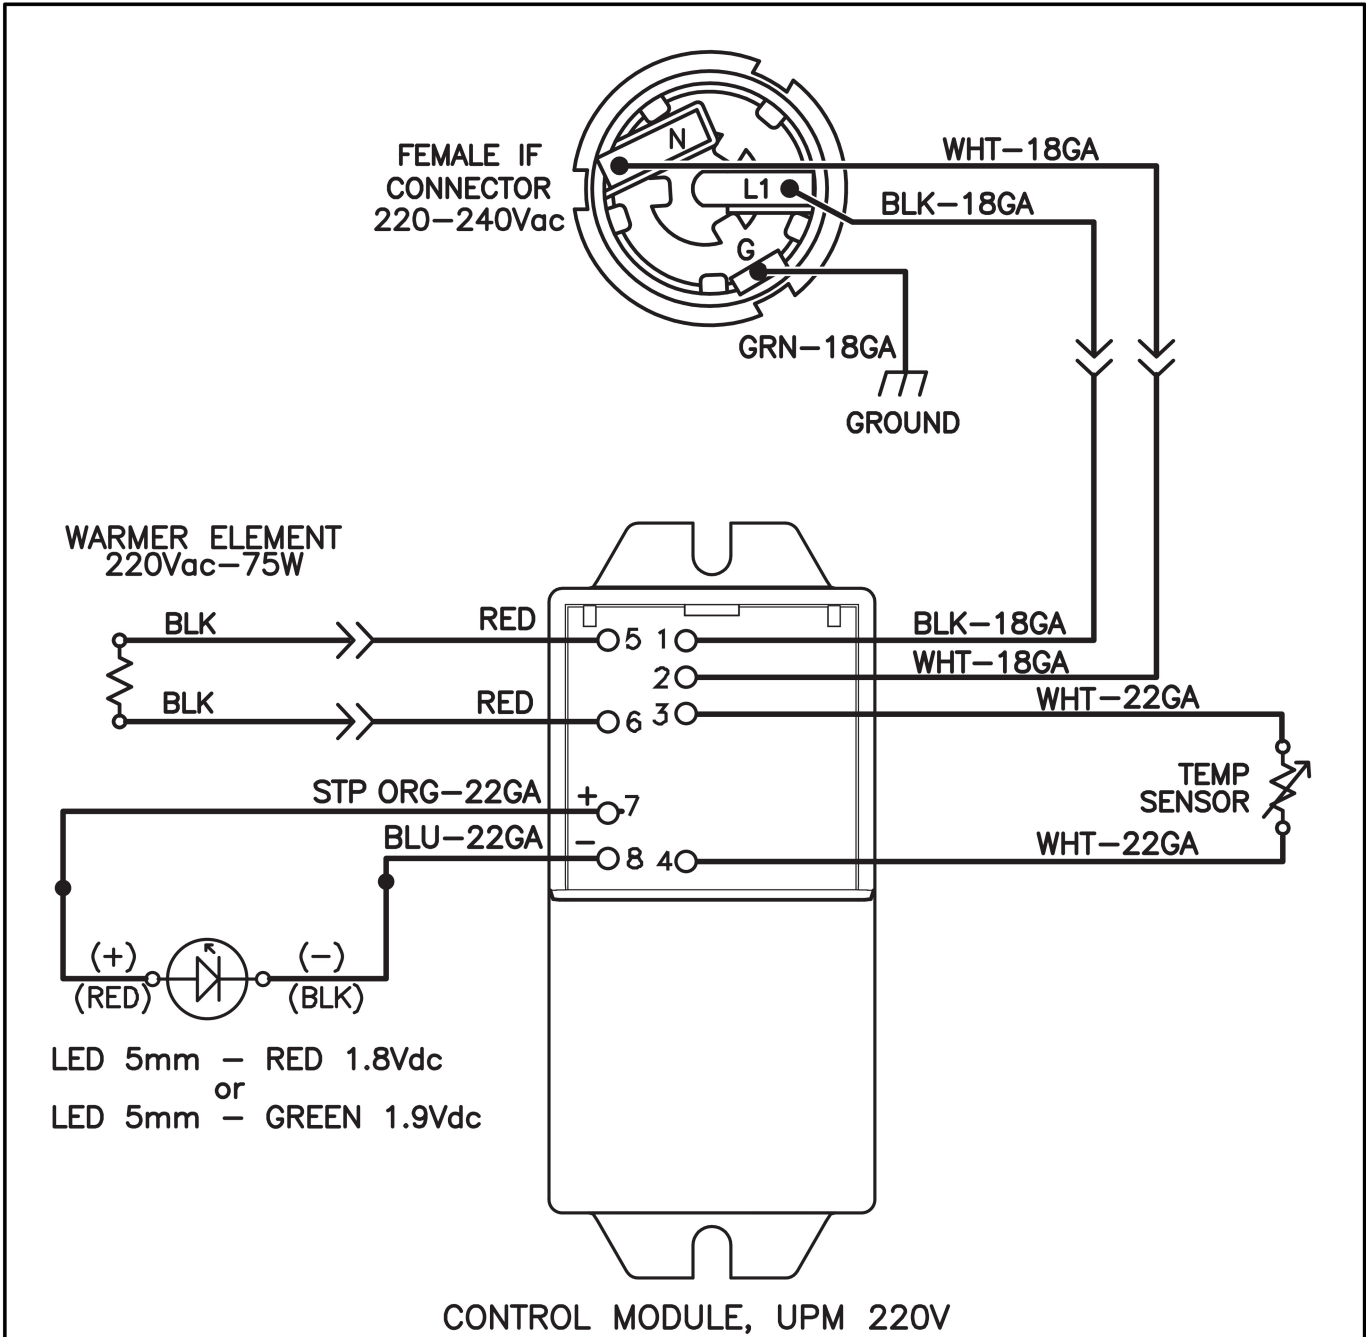 FEMALE IF
CONNECTOR
220-240Vac
N
L1
G
WHT-18GA
BLK-18GA
GRN-18GA
GROUND
WARMER ELEMENT
220Vac-75W
BLK
RED
5
1
BLK-18GA
2
WHT-18GA
BLK
RED
6
3
WHT-22GA
TEMP
SENSOR
STP ORG-22GA
+
7
BLU-22GA
-
8
4
WHT-22GA
(+)
(RED)
(-)
(BLK)
LED 5mm - RED 1.8Vdc
or
LED 5mm - GREEN 1.9Vdc
CONTROL MODULE, UPM 220V